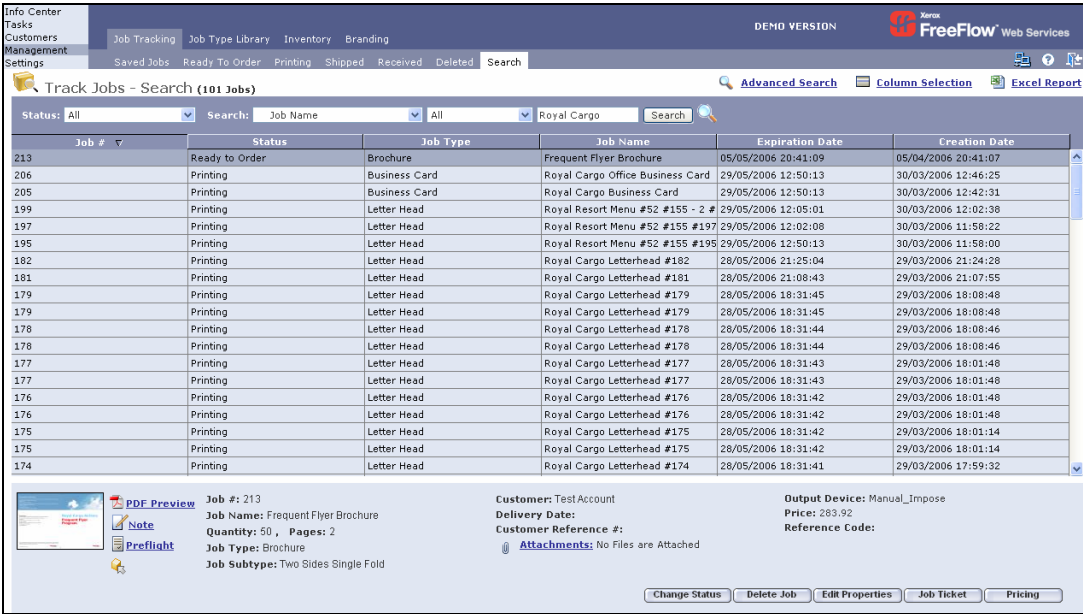 Info Center
Tasks
Customers
Management
Settings
Job Tracking Job Type Library Inventory Branding
DEMO VERSION
Xerox
FreeFlow™ Web Services
Saved Jobs Ready To Order Printing Shipped Received Deleted Search
Track Jobs - Search (101 Jobs)
Advanced Search Column Selection Excel Report
Status: All Search: Job Name All Royal Cargo Search
Job # Status Job Type Job Name Expiration Date Creation Date
213 Ready to Order Brochure Frequent Flyer Brochure 05/05/2006 20:41:09 05/04/2006 20:41:07
206 Printing Business Card Royal Cargo Office Business Card 29/05/2006 12:50:13 30/03/2006 12:46:25
205 Printing Business Card Royal Cargo Business Card 29/05/2006 12:50:13 30/03/2006 12:42:31
199 Printing Letter Head Royal Resort Menu #52 #155 - 2 # 29/05/2006 12:05:01 30/03/2006 12:02:38
197 Printing Letter Head Royal Resort Menu #52 #155 #197 29/05/2006 12:02:08 30/03/2006 11:58:22
195 Printing Letter Head Royal Resort Menu #52 #155 #195 29/05/2006 12:50:13 30/03/2006 11:58:00
182 Printing Letter Head Royal Cargo Letterhead #182 28/05/2006 21:25:04 29/03/2006 21:24:28
181 Printing Letter Head Royal Cargo Letterhead #181 28/05/2006 21:08:43 29/03/2006 21:07:55
179 Printing Letter Head Royal Cargo Letterhead #179 28/05/2006 18:31:45 29/03/2006 18:08:48
179 Printing Letter Head Royal Cargo Letterhead #179 28/05/2006 18:31:45 29/03/2006 18:08:48
178 Printing Letter Head Royal Cargo Letterhead #178 28/05/2006 18:31:44 29/03/2006 18:08:46
178 Printing Letter Head Royal Cargo Letterhead #178 28/05/2006 18:31:44 29/03/2006 18:08:46
177 Printing Letter Head Royal Cargo Letterhead #177 28/05/2006 18:31:43 29/03/2006 18:01:48
177 Printing Letter Head Royal Cargo Letterhead #177 28/05/2006 18:31:43 29/03/2006 18:01:48
176 Printing Letter Head Royal Cargo Letterhead #176 28/05/2006 18:31:42 29/03/2006 18:01:48
176 Printing Letter Head Royal Cargo Letterhead #176 28/05/2006 18:31:42 29/03/2006 18:01:48
175 Printing Letter Head Royal Cargo Letterhead #175 28/05/2006 18:31:42 29/03/2006 18:01:14
175 Printing Letter Head Royal Cargo Letterhead #175 28/05/2006 18:31:42 29/03/2006 18:01:14
174 Printing Letter Head Royal Cargo Letterhead #174 28/05/2006 18:31:41 29/03/2006 17:59:32
PDF Preview
Note
Preflight
Job #: 213
Job Name: Frequent Flyer Brochure
Quantity: 50 , Pages: 2
Job Type: Brochure
Job Subtype: Two Sides Single Fold
Customer: Test Account
Delivery Date:
Customer Reference #:
Attachments: No Files are Attached
Output Device: Manual_Impose
Price: 283.92
Reference Code:
Change Status Delete Job Edit Properties Job Ticket Pricing